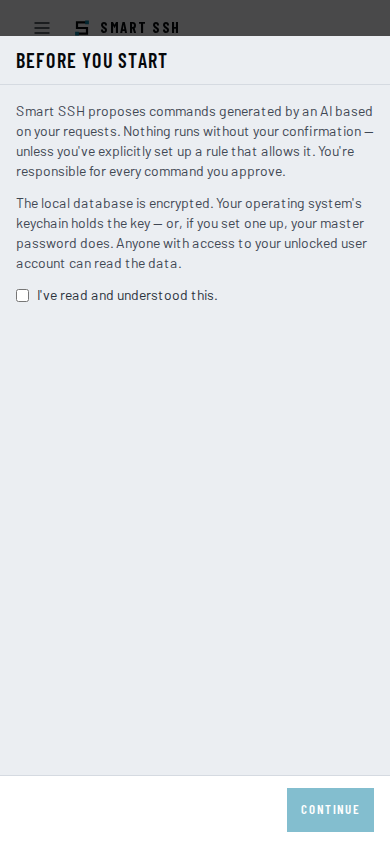 SMART SSH
BEFORE YOU START
Smart SSH proposes commands generated by an AI based
on your requests. Nothing runs without your confirmation —
unless you've explicitly set up a rule that allows it. You're
responsible for every command you approve.
The local database is encrypted. Your operating system's
keychain holds the key — or, if you set one up, your master
password does. Anyone with access to your unlocked user
account can read the data.
I've read and understood this.
CONTINUE